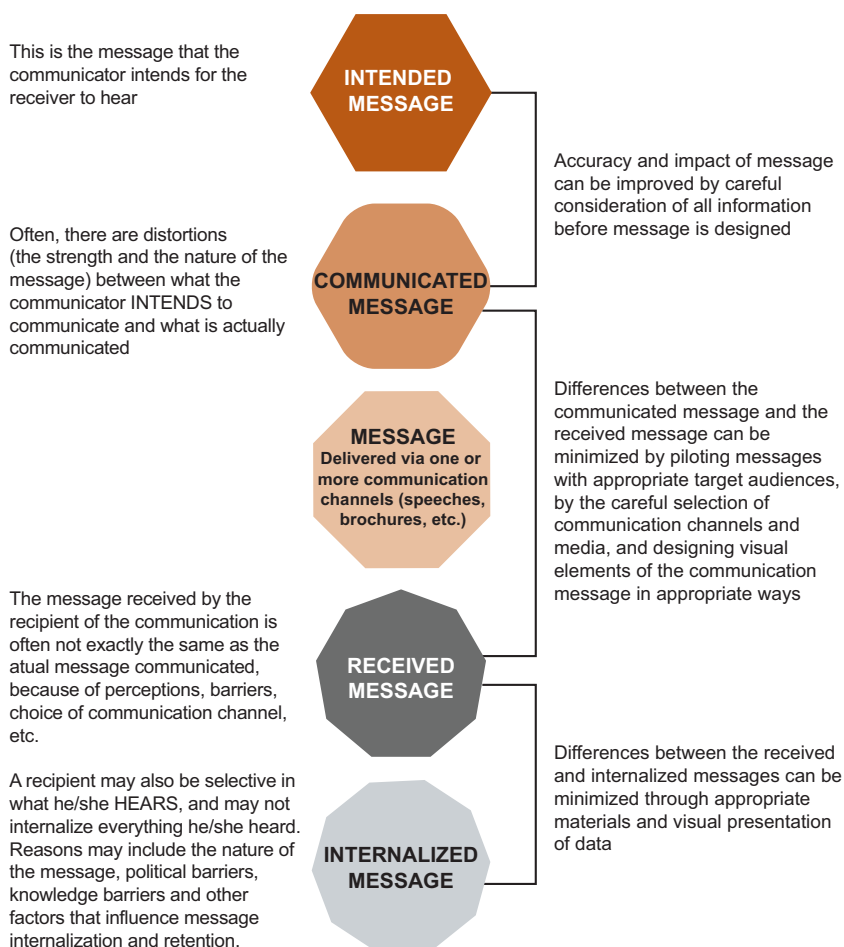 This is the message that the
communicator intends for the
receiver to hear
INTENDED
MESSAGE
Accuracy and impact of message
can be improved by careful
consideration of all information
before message is designed
Often, there are distortions
(the strength and the nature of the
message) between what the
communicator INTENDS to
communicate and what is actually
communicated
COMMUNICATED
MESSAGE
Differences between the
communicated message and the
received message can be
minimized by piloting messages
with appropriate target audiences,
by the careful selection of
communication channels and
media, and designing visual
elements of the communication
message in appropriate ways
MESSAGE
Delivered via one or
more communication
channels (speeches,
brochures, etc.)
The message received by the
recipient of the communication is
often not exactly the same as the
atual message communicated,
because of perceptions, barriers,
choice of communication channel,
etc.
RECEIVED
MESSAGE
Differences between the received
and internalized messages can be
minimized through appropriate
materials and visual presentation
of data
A recipient may also be selective in
what he/she HEARS, and may not
internalize everything he/she heard.
Reasons may include the nature of
the message, political barriers,
knowledge barriers and other
factors that influence message
internalization and retention.
INTERNALIZED
MESSAGE